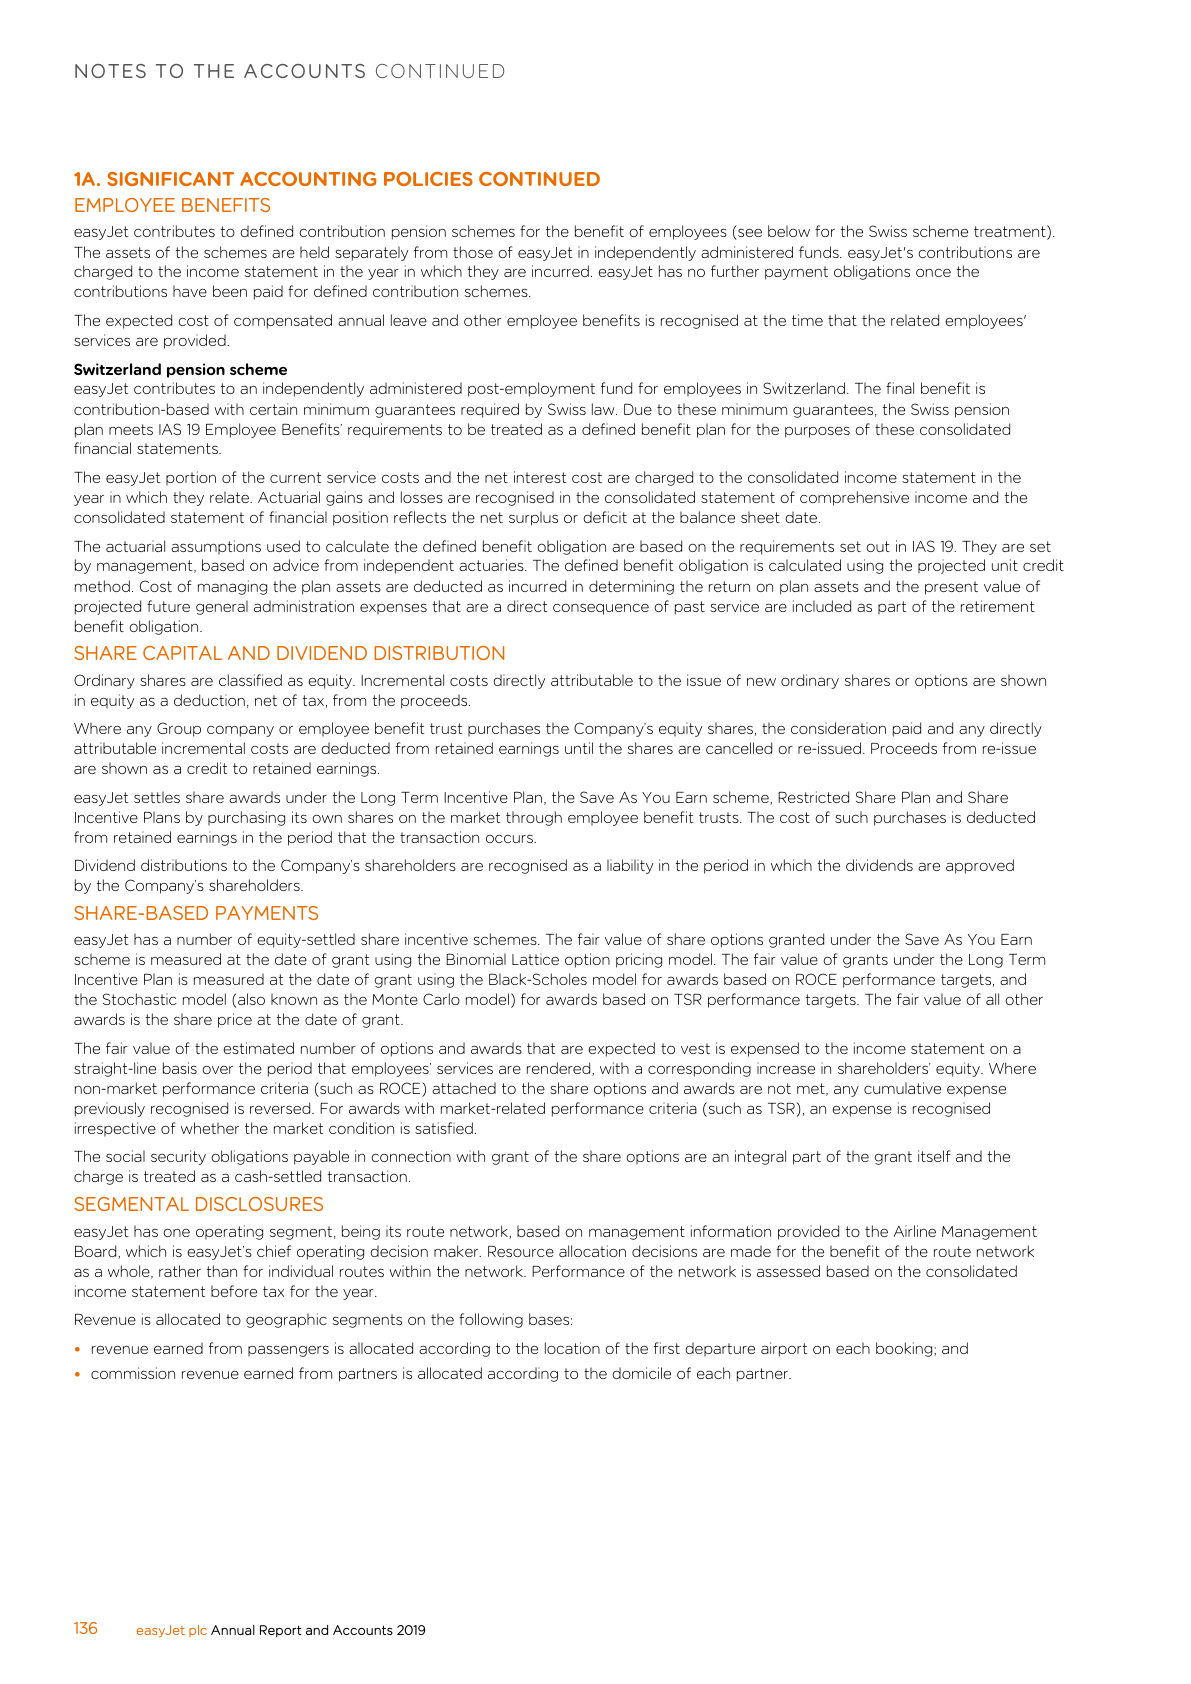 NOTES TO THE ACCOUNTS CONTINUED
1A. SIGNIFICANT ACCOUNTING POLICIES CONTINUED
EMPLOYEE BENEFITS
easyJet contributes to defined contribution pension schemes for the benefit of employees (see below for the Swiss scheme treatment).
The assets of the schemes are held separately from those of easyJet in independently administered funds. easyJet's contributions are
charged to the income statement in the year in which they are incurred. easyJet has no further payment obligations once the
contributions have been paid for defined contribution schemes.
The expected cost of compensated annual leave and other employee benefits is recognised at the time that the related employees'
services are provided.
Switzerland pension scheme
easyJet contributes to an independently administered post-employment fund for employees in Switzerland. The final benefit is
contribution-based with certain minimum guarantees required by Swiss law. Due to these minimum guarantees, the Swiss pension
plan meets IAS 19 Employee Benefits' requirements to be treated as a defined benefit plan for the purposes of these consolidated
financial statements.
The easyJet portion of the current service costs and the net interest cost are charged to the consolidated income statement in the
year in which they relate. Actuarial gains and losses are recognised in the consolidated statement of comprehensive income and the
consolidated statement of financial position reflects the net surplus or deficit at the balance sheet date.
The actuarial assumptions used to calculate the defined benefit obligation are based on the requirements set out in IAS 19. They are set
by management, based on advice from independent actuaries. The defined benefit obligation is calculated using the projected unit credit
method. Cost of managing the plan assets are deducted as incurred in determining the return on plan assets and the present value of
projected future general administration expenses that are a direct consequence of past service are included as part of the retirement
benefit obligation.
SHARE CAPITAL AND DIVIDEND DISTRIBUTION
Ordinary shares are classified as equity. Incremental costs directly attributable to the issue of new ordinary shares or options are shown
in equity as a deduction, net of tax, from the proceeds.
Where any Group company or employee benefit trust purchases the Company's equity shares, the consideration paid and any directly
attributable incremental costs are deducted from retained earnings until the shares are cancelled or re-issued. Proceeds from re-issue
are shown as a credit to retained earnings.
easyJet settles share awards under the Long Term Incentive Plan, the Save As You Earn scheme, Restricted Share Plan and Share
Incentive Plans by purchasing its own shares on the market through employee benefit trusts. The cost of such purchases is deducted
from retained earnings in the period that the transaction occurs.
Dividend distributions to the Company's shareholders are recognised as a liability in the period in which the dividends are approved
by the Company's shareholders.
SHARE-BASED PAYMENTS
easyJet has a number of equity-settled share incentive schemes. The fair value of share options granted under the Save As You Earn
scheme is measured at the date of grant using the Binomial Lattice option pricing model. The fair value of grants under the Long Term
Incentive Plan is measured at the date of grant using the Black-Scholes model for awards based on ROCE performance targets, and
the Stochastic model (also known as the Monte Carlo model) for awards based on TSR performance targets. The fair value of all other
awards is the share price at the date of grant.
The fair value of the estimated number of options and awards that are expected to vest is expensed to the income statement on a
straight-line basis over the period that employees' services are rendered, with a corresponding increase in shareholders' equity. Where
non-market performance criteria (such as ROCE) attached to the share options and awards are not met, any cumulative expense
previously recognised is reversed. For awards with market-related performance criteria (such as TSR), an expense is recognised
irrespective of whether the market condition is satisfied.
The social security obligations payable in connection with grant of the share options are an integral part of the grant itself and the
charge is treated as a cash-settled transaction.
SEGMENTAL DISCLOSURES
easyJet has one operating segment, being its route network, based on management information provided to the Airline Management
Board, which is easyJet's chief operating decision maker. Resource allocation decisions are made for the benefit of the route network
as a whole, rather than for individual routes within the network. Performance of the network is assessed based on the consolidated
income statement before tax for the year.
Revenue is allocated to geographic segments on the following bases:
• revenue earned from passengers is allocated according to the location of the first departure airport on each booking; and
• commission revenue earned from partners is allocated according to the domicile of each partner.
136 easyJet plc Annual Report and Accounts 2019